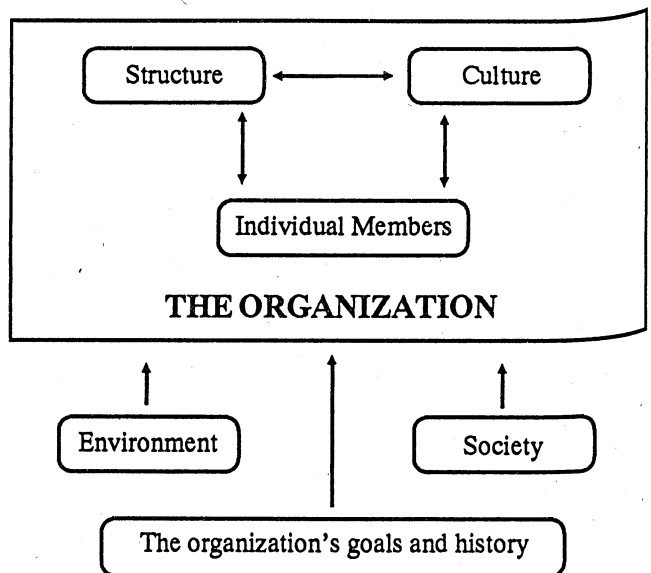 Structure
Culture
Individual Members
THE ORGANIZATION
Environment
Society
The organization's goals and history